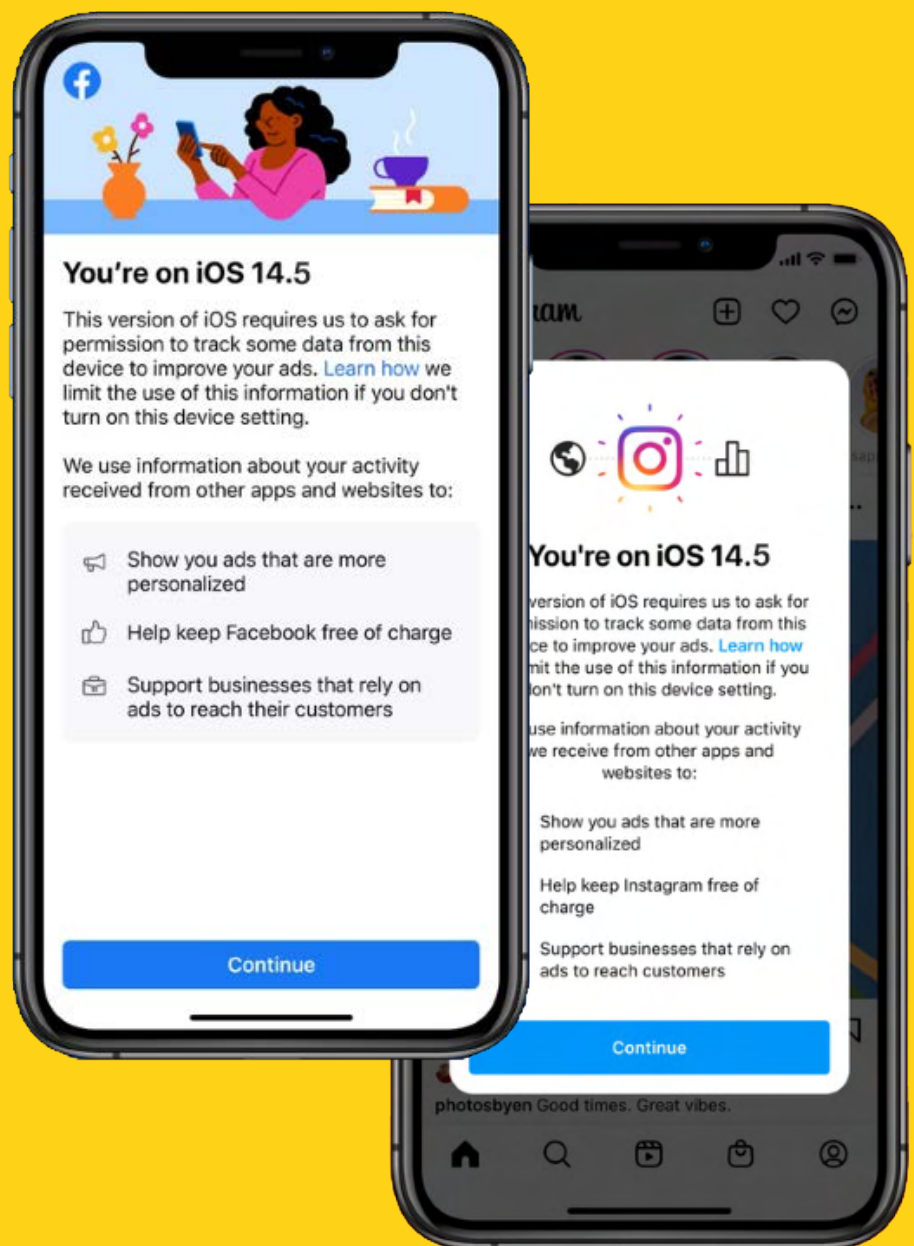 You're on iOS 14.5
This version of iOS requires us to ask for
permission to track some data from this
device to improve your ads. Learn how we
limit the use of this information if you don't
turn on this device setting.
We use information about your activity
received from other apps and websites to:
Show you ads that are more
personalized
Help keep Facebook free of charge
Support businesses that rely on
ads to reach their customers
Continue
You're on iOS 14.5
version of iOS requires us to ask for
to track some data from this
to improve your ads. Learn how
the use of this information if you
turn on this device setting.
use information about your activity
we receive from other apps and
websites to:
Show you ads that are more
personalized
Help keep Instagram free of
charge
Support businesses that rely on
ads to reach customers
Continue
photosbyen Good times. Great vibes.